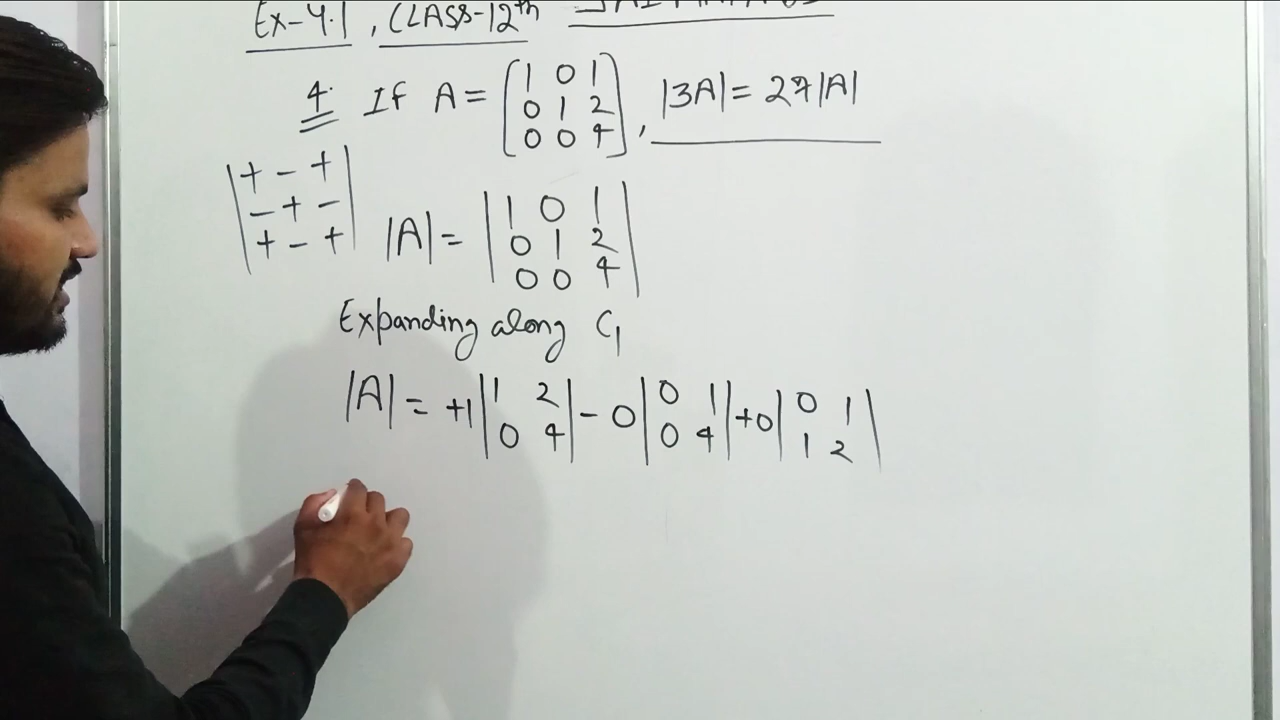 Ex-4.1, CLASS-12th
4. If A = [1 0 1
0 1 2
0 0 4], |3A| = 27|A|
|+ - +
- + -
+ - +|
|A| = |1 0 1
0 1 2
0 0 4|
Expanding along C1
|A| = +1 |1 2
0 4| - 0 |0 1
0 4| + 0 |0 1
1 2|